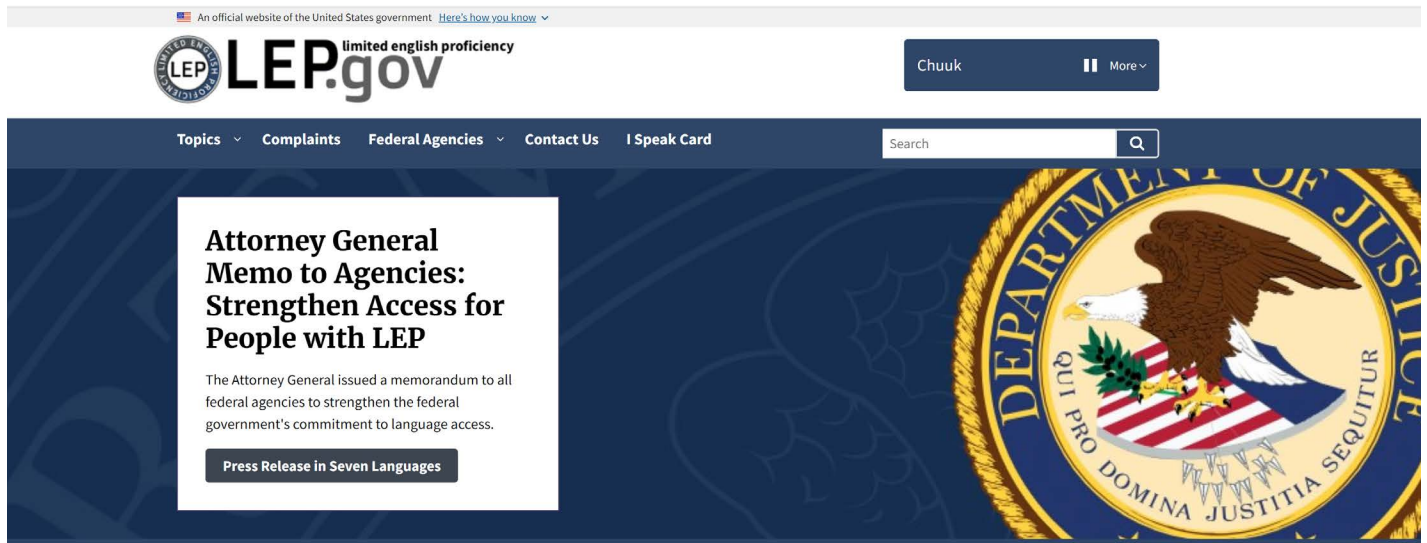 An official website of the United States government Here's how you know
LIMITED ENGLISH PROFICIENCY
LEP
LEP.gov
limited english proficiency
Chuuk
More
Topics Complaints Federal Agencies Contact Us I Speak Card
Search
Attorney General
Memo to Agencies:
Strengthen Access for
People with LEP
The Attorney General issued a memorandum to all
federal agencies to strengthen the federal
government's commitment to language access.
Press Release in Seven Languages
DEPARTMENT OF JUSTICE
QUI PRO DOMINA JUSTITIA SEQUITUR